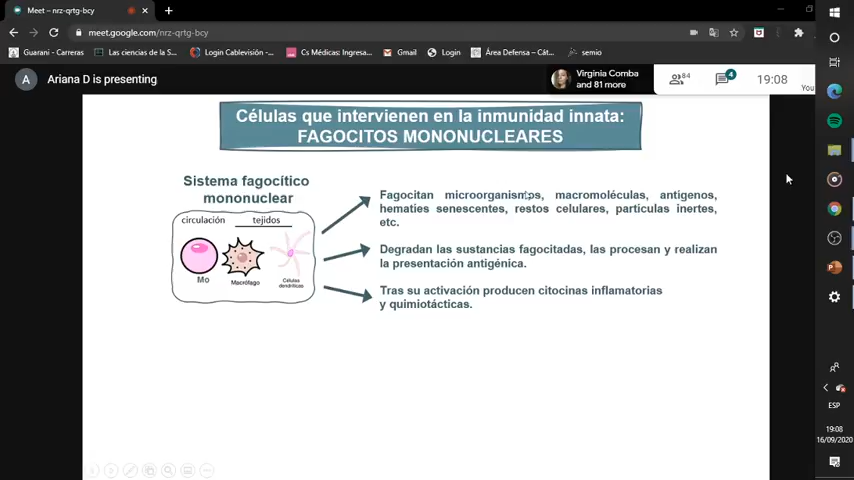 Meet – nrz-qrtg-bcy
meet.google.com/nrz-qrtg-bcy
Guarani - Carreras
Las ciencias de la S...
Login Cablevisión...
Cs Médicas: Ingresa...
Gmail
Login
Área Defensa – Cát...
semio
A
Ariana D is presenting
Virginia Comba
and 81 more
84
4
19:08
You
Células que intervienen en la inmunidad innata:
FAGOCITOS MONONUCLEARES
Sistema fagocítico
mononuclear
circulación tejidos
Mo
Macrófago
Células
dendríticas
Fagocitan microorganismos, macromoléculas, antigenos,
hematies senescentes, restos celulares, particulas inertes,
etc.
Degradan las sustancias fagocitadas, las procesan y realizan
la presentación antigénica.
Tras su activación producen citocinas inflamatorias
y quimiotácticas.
ESP
19:08
16/09/2020